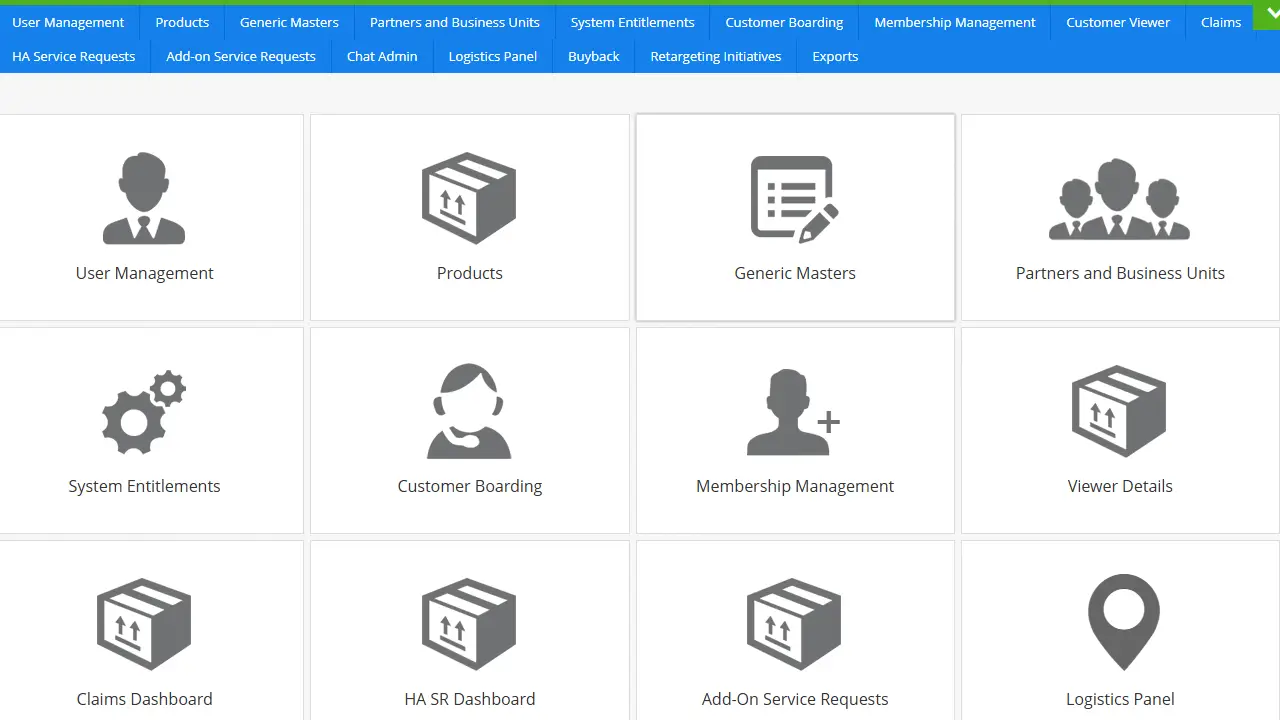 User Management Products Generic Masters Partners and Business Units System Entitlements Customer Boarding Membership Management Customer Viewer Claims
HA Service Requests Add-on Service Requests Chat Admin Logistics Panel Buyback Retargeting Initiatives Exports
User Management Products Generic Masters Partners and Business Units
System Entitlements Customer Boarding Membership Management Viewer Details
Claims Dashboard HA SR Dashboard Add-On Service Requests Logistics Panel